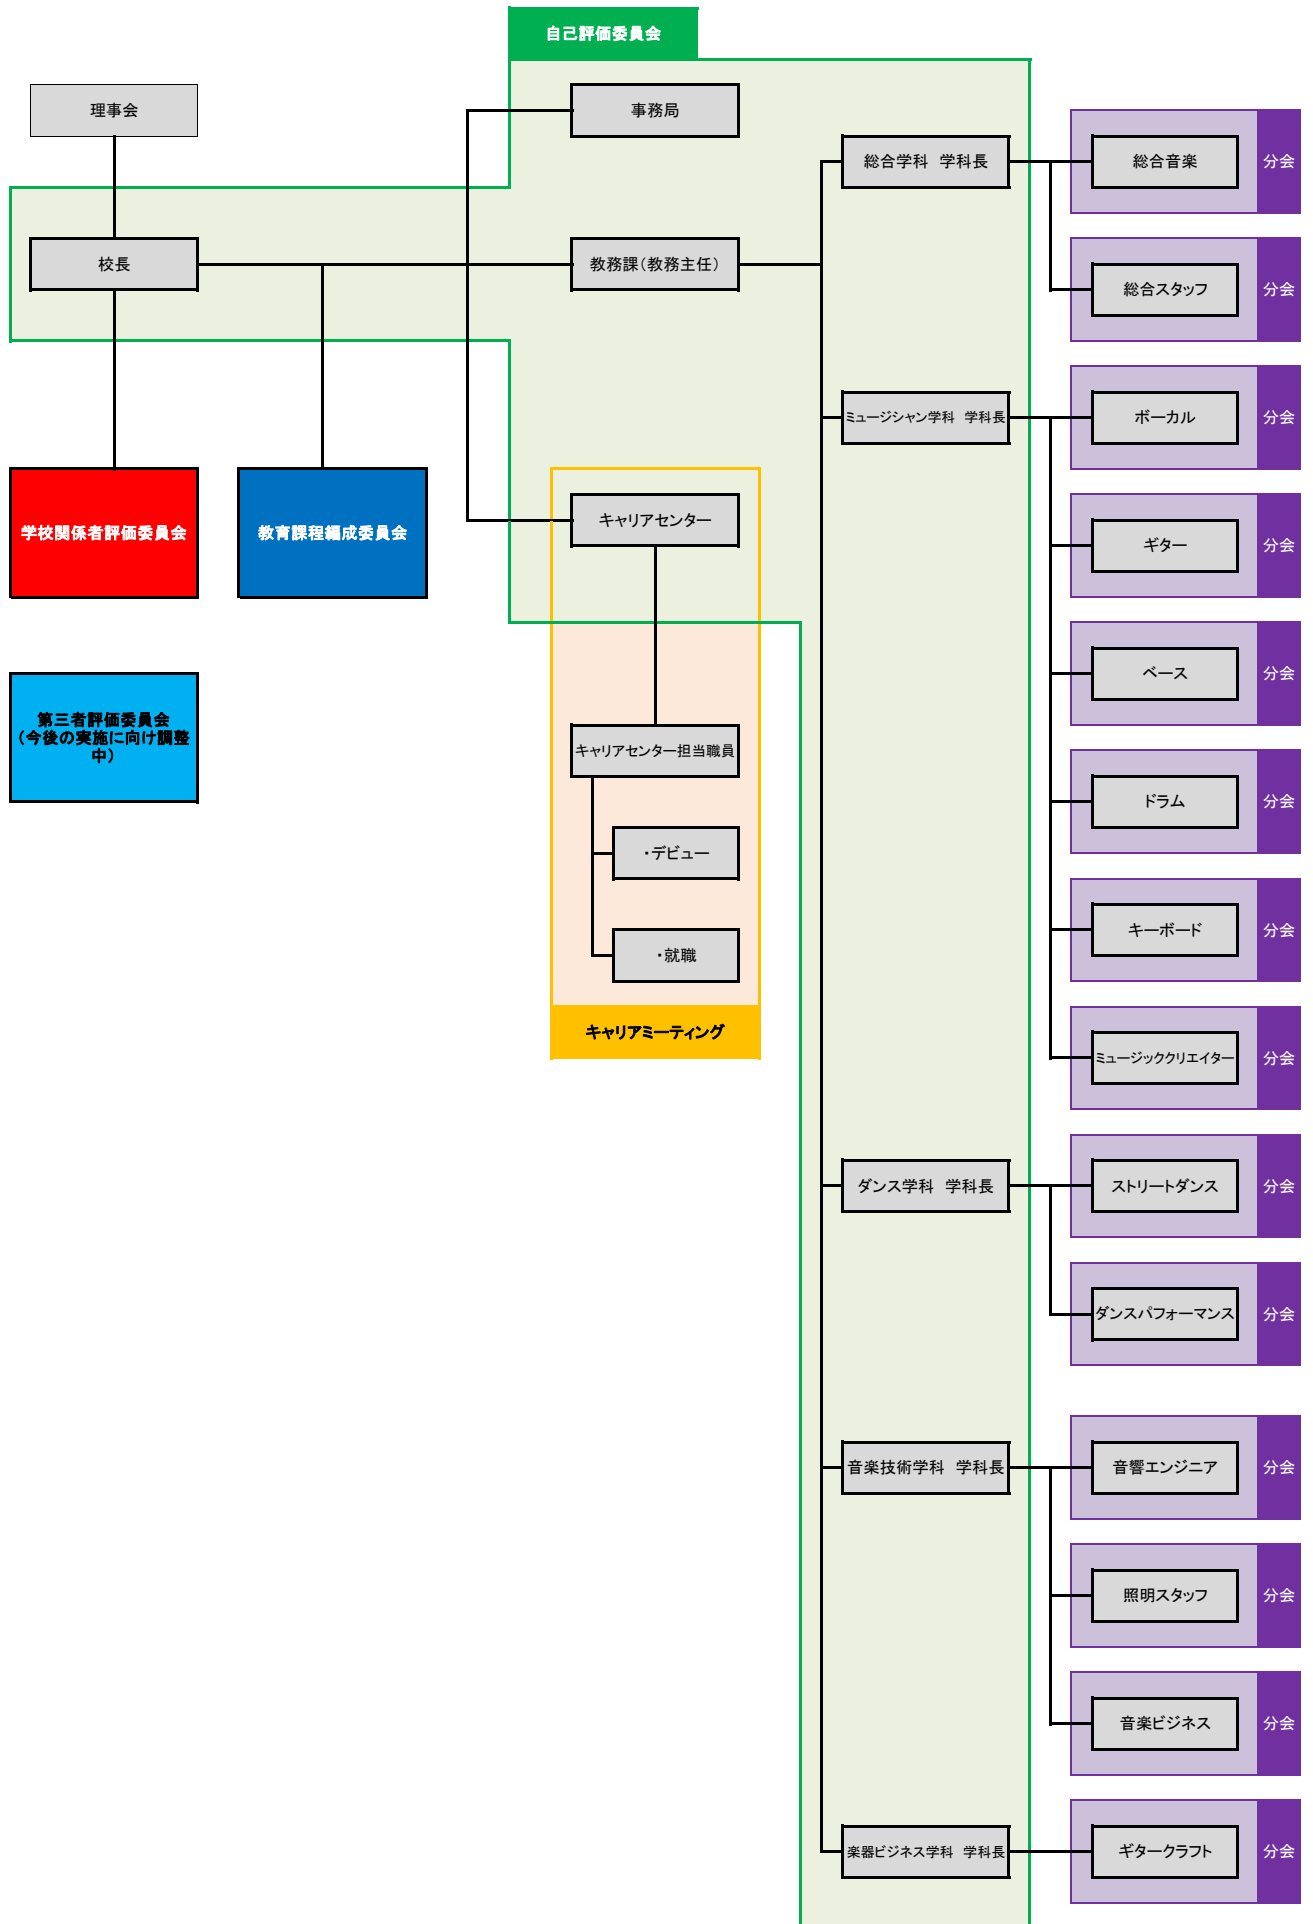 自己評価委員会
理事会
事務局
総合学科　学科長
総合音楽
分会
校長
教務課（教務主任）
総合スタッフ
分会
ミュージシャン学科　学科長
ボーカル
分会
学校関係者評価委員会
教育課程編成委員会
キャリアセンター
ギター
分会
ベース
分会
第三者評価委員会
（今後の実施に向け調整
中）
キャリアセンター担当職員
ドラム
分会
・デビュー
キーボード
分会
・就職
キャリアミーティング
ミュージッククリエイター
分会
ダンス学科　学科長
ストリートダンス
分会
ダンスパフォーマンス
分会
音楽技術学科　学科長
音響エンジニア
分会
照明スタッフ
分会
音楽ビジネス
分会
楽器ビジネス学科　学科長
ギタークラフト
分会